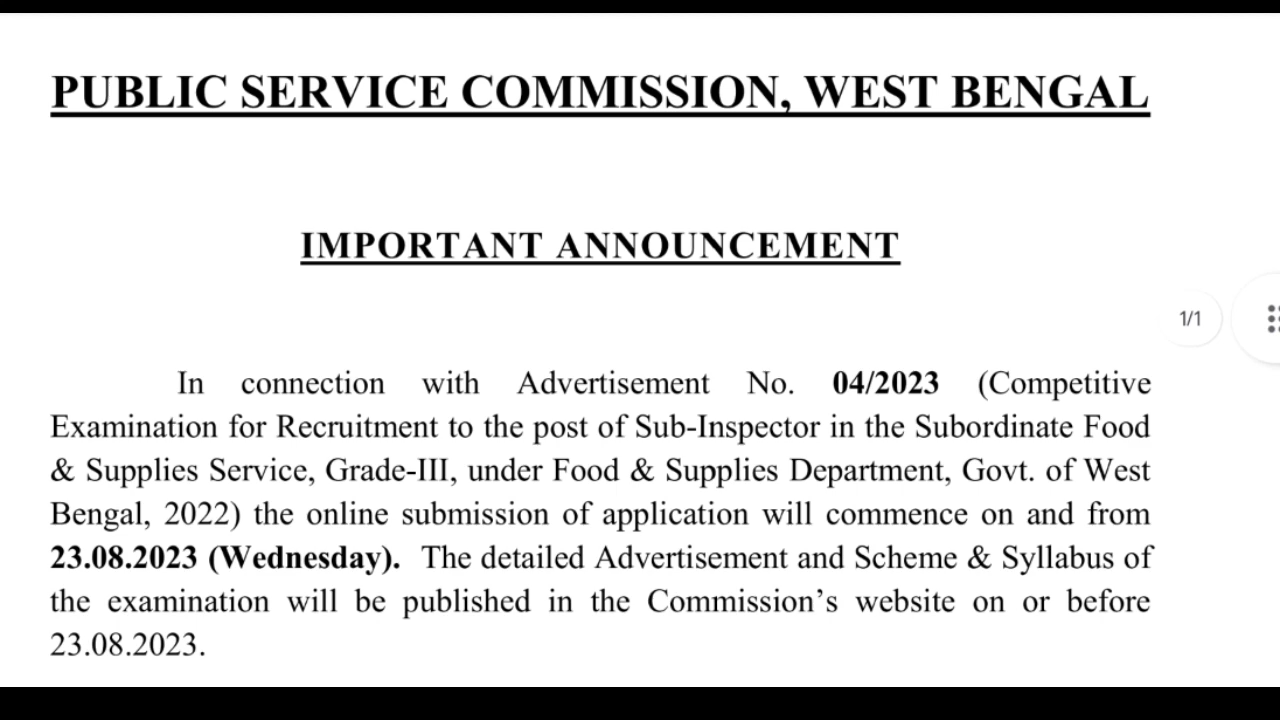 PUBLIC SERVICE COMMISSION, WEST BENGAL
IMPORTANT ANNOUNCEMENT
1/1
In connection with Advertisement No. 04/2023 (Competitive
Examination for Recruitment to the post of Sub-Inspector in the Subordinate Food
& Supplies Service, Grade-III, under Food & Supplies Department, Govt. of West
Bengal, 2022) the online submission of application will commence on and from
23.08.2023 (Wednesday). The detailed Advertisement and Scheme & Syllabus of
the examination will be published in the Commission's website on or before
23.08.2023.